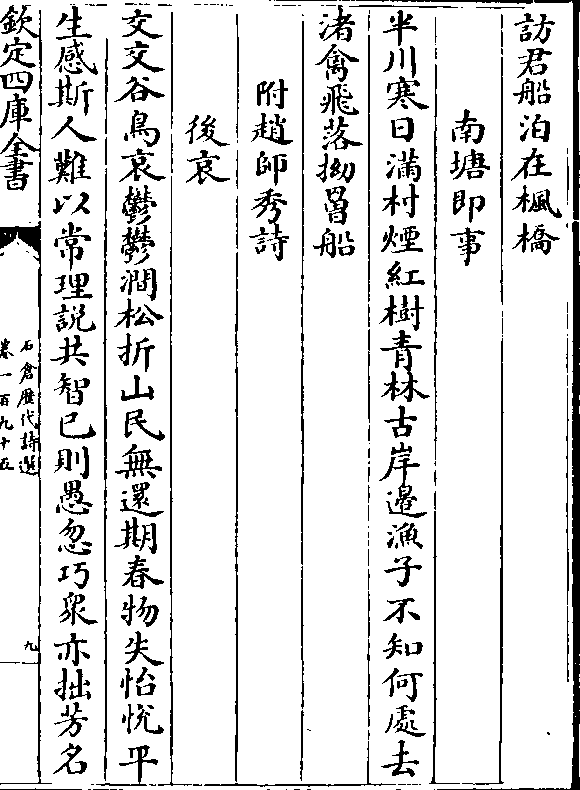 訪君船泊在楓橋
南塘即事
半川寒日滿村煙紅樹青林古岸邉漁子不知何處去
渚禽飛落拗罾船
附趙師秀詩
後哀
交交谷鳥哀鬱鬱澗松折山民無還期春物失怡悅平
生感斯人難以常理説共智已則愚忽巧衆亦拙芳名
欽定四庫全書
石倉歷代詩選
卷一百九十五
九